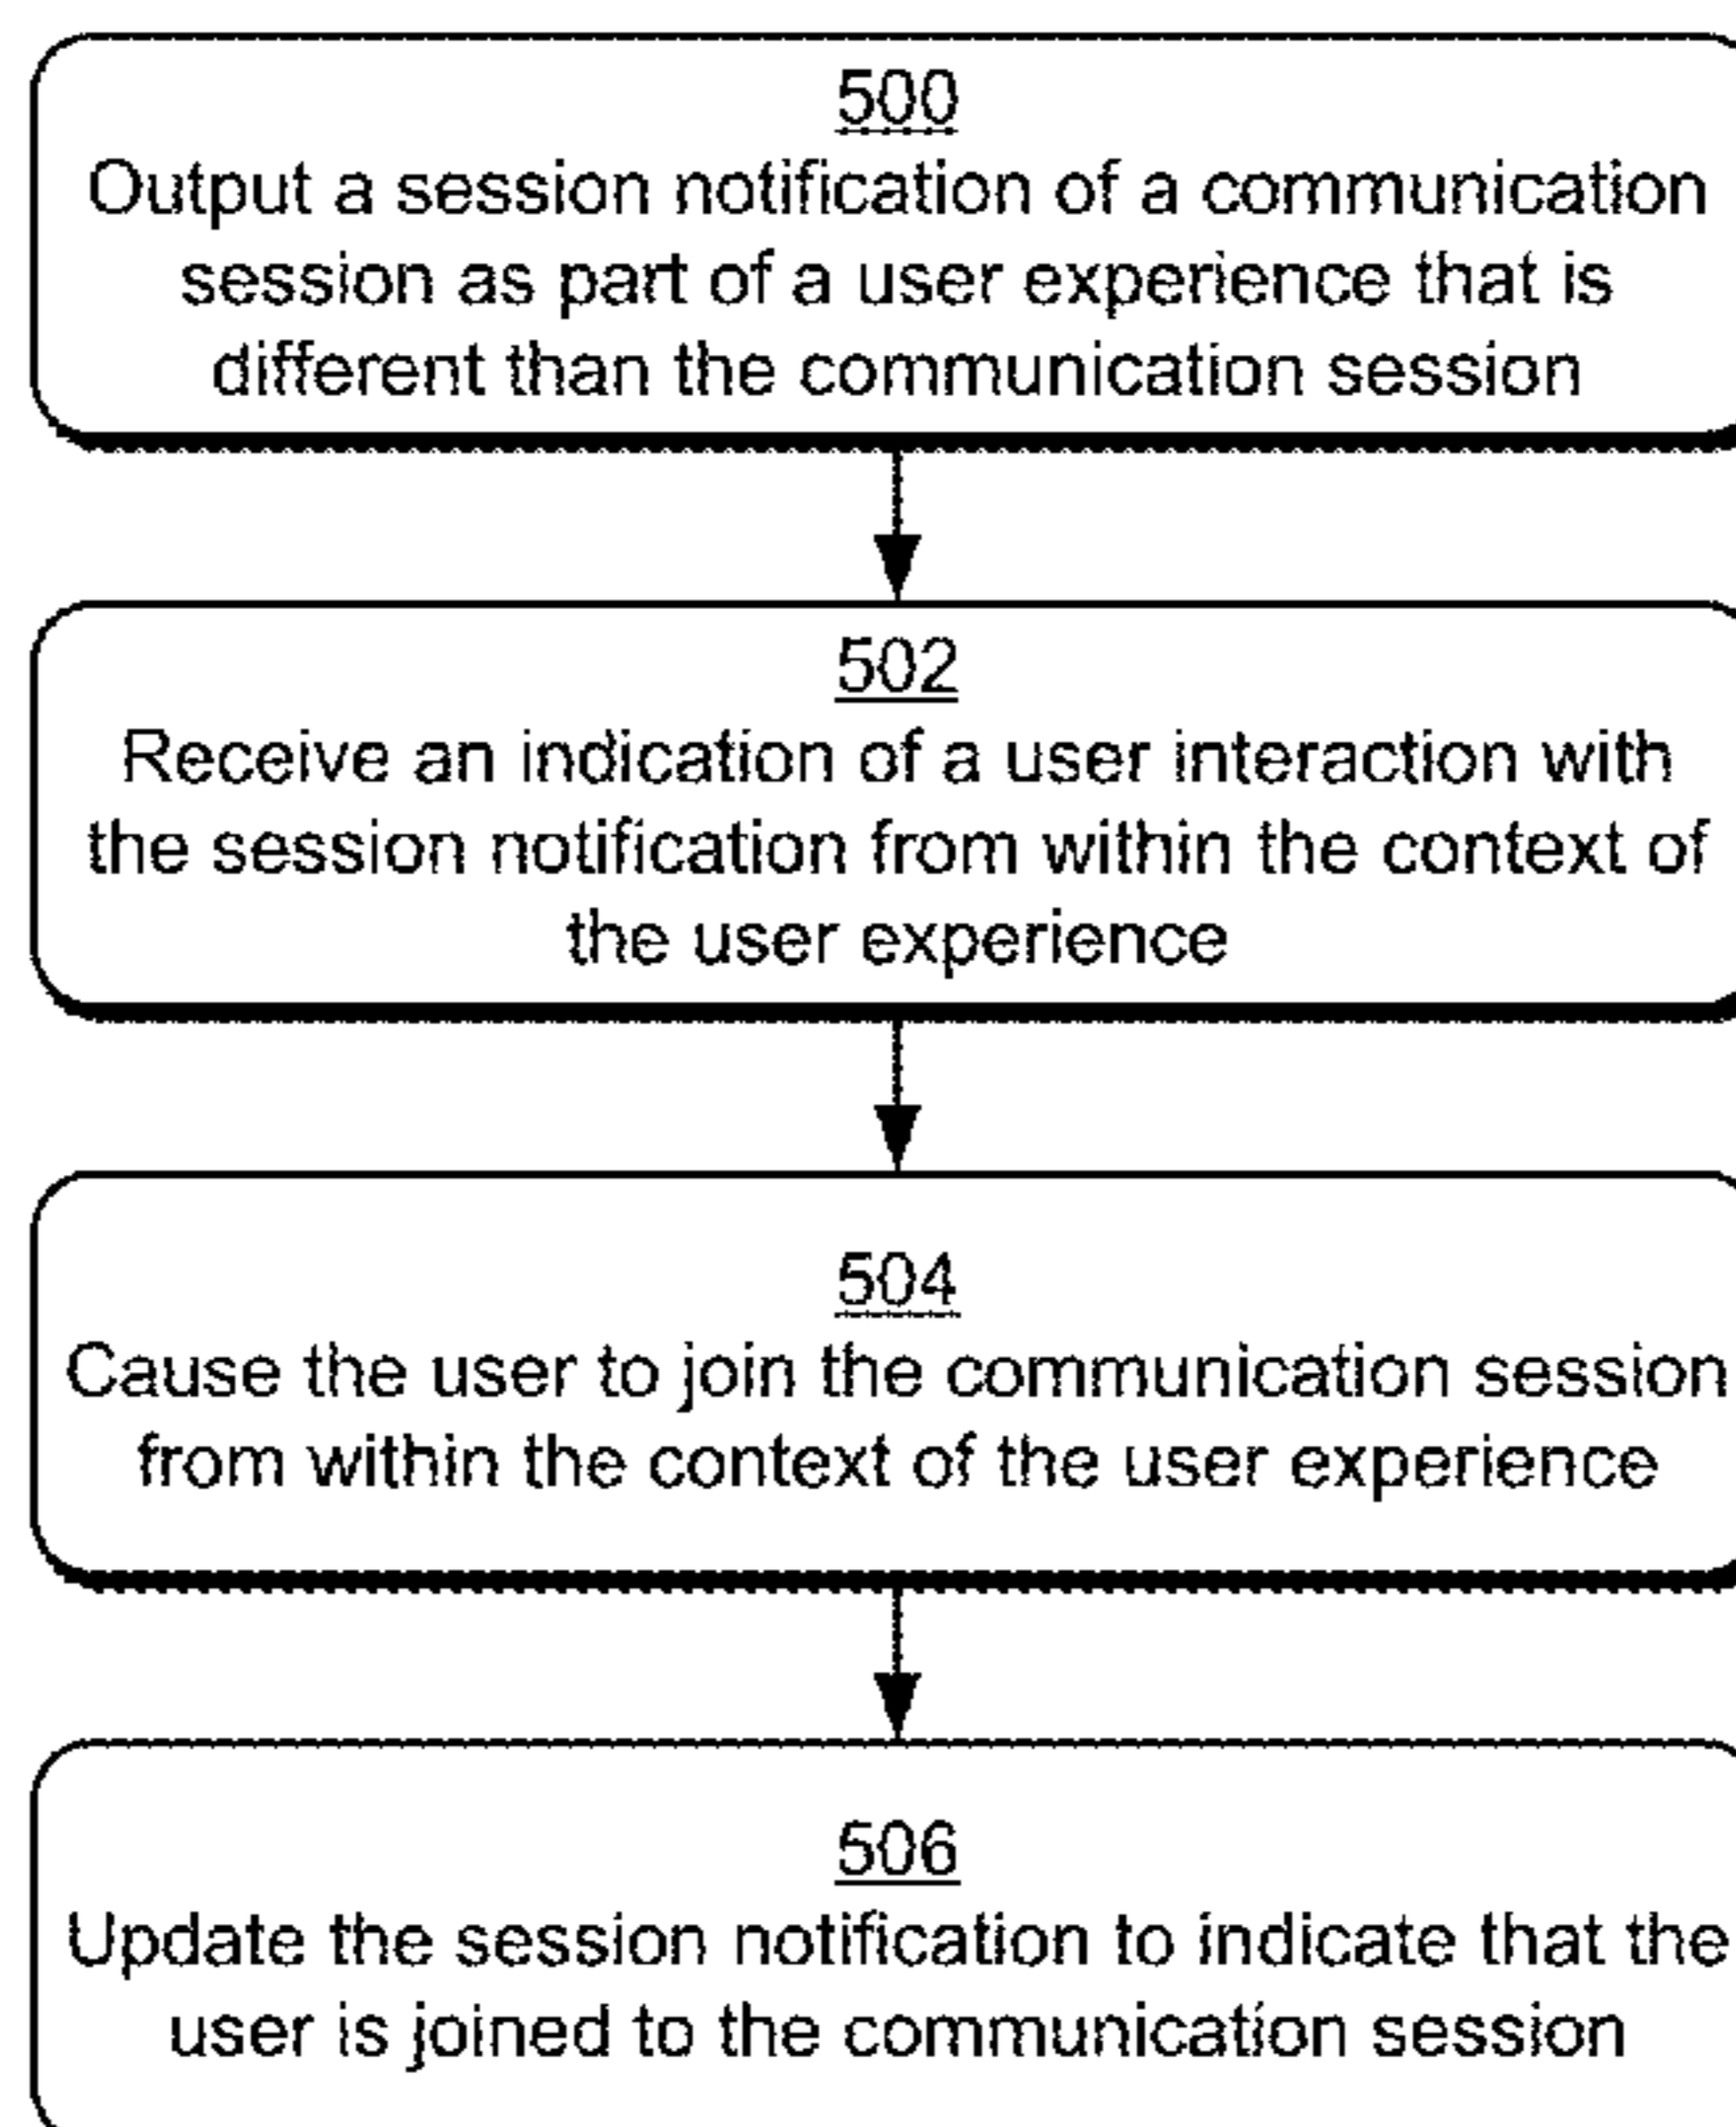 500
Output a session notification of a communication
session as part of a user experience that is
different than the communication session
502
Receive an indication of a user interaction with
the session notification from within the context of
the user experience
504
Cause the user to join the communication session
from within the context of the user experience
506
Update the session notification to indicate that the
user is joined to the communication session